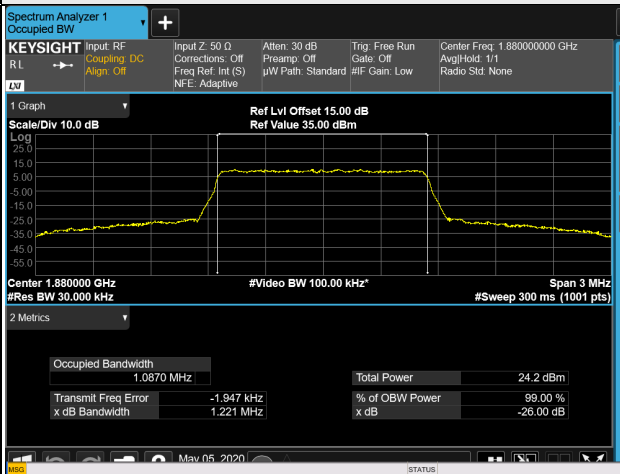 Spectrum Analyzer 1
Occupied BW
KEYSIGHT
R L
LXI
Input: RF
Coupling: DC
Align: Off
Input Z: 50 Ω
Corrections: Off
Freq Ref: Int (S)
NFE: Adaptive
Atten: 30 dB
Preamp: Off
µW Path: Standard
Trig: Free Run
Gate: Off
#IF Gain: Low
Center Freq: 1.880000000 GHz
Avg|Hold: 1/1
Radio Std: None
1 Graph
Scale/Div 10.0 dB
Ref Lvl Offset 15.00 dB
Ref Value 35.00 dBm
Log
25.0
15.0
5.00
-5.00
-15.0
-25.0
-35.0
-45.0
-55.0
Center 1.880000 GHz
#Res BW 30.000 kHz
#Video BW 100.00 kHz*
Span 3 MHz
#Sweep 300 ms (1001 pts)
2 Metrics
Occupied Bandwidth
1.0870 MHz
Transmit Freq Error -1.947 kHz
x dB Bandwidth 1.221 MHz
Total Power 24.2 dBm
% of OBW Power 99.00 %
x dB -26.00 dB
May 05, 2020
MSG
STATUS